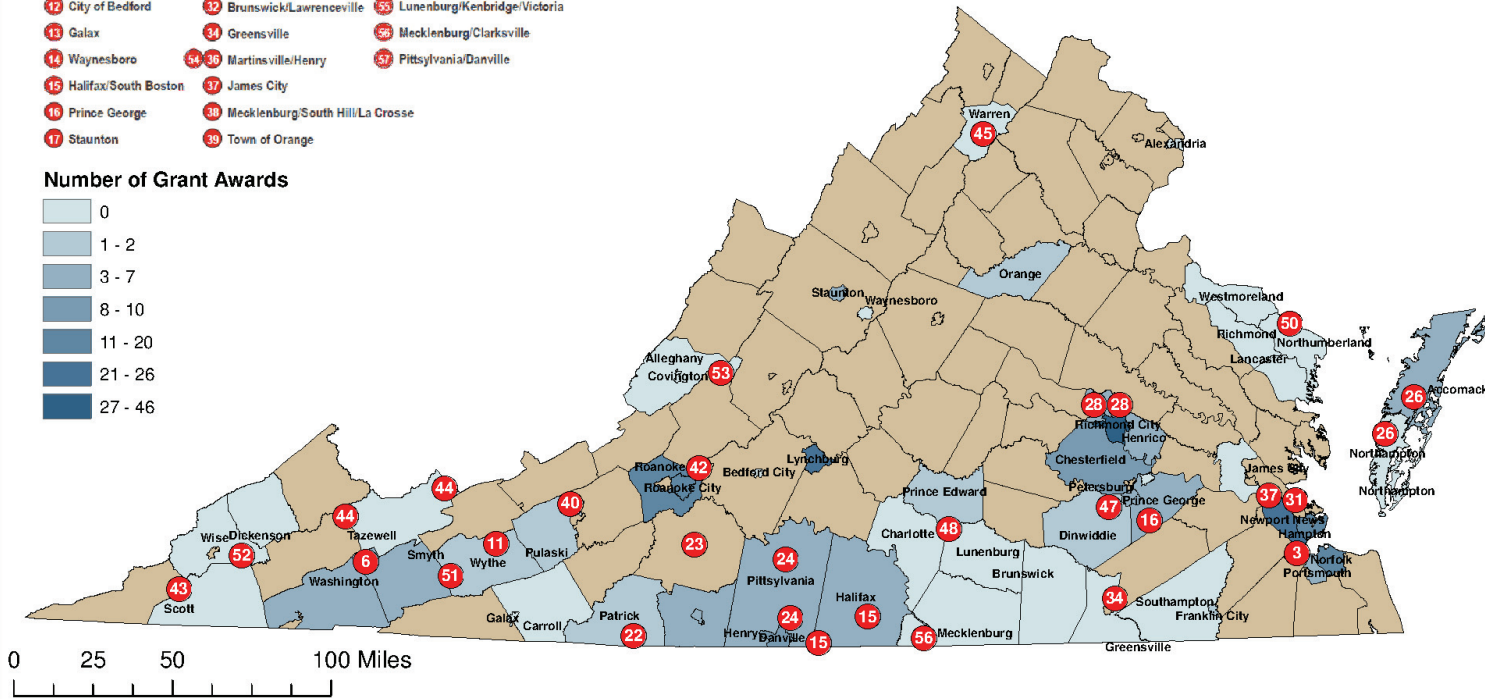 12 City of Bedford
32 Brunswick/Lawrenceville
55 Lunenburg/Kenbridge/Victoria
13 Galax
34 Greensville
56 Mecklenburg/Clarksville
14 Waynesboro
54 36 Martinsville/Henry
57 Pittsylvania/Danville
15 Halifax/South Boston
37 James City
16 Prince George
38 Mecklenburg/South Hill/La Crosse
17 Staunton
39 Town of Orange
Number of Grant Awards
0
1 - 2
3 - 7
8 - 10
11 - 20
21 - 26
27 - 46
Warren
45
Alexandria
Orange
Staunton
Waynesboro
Westmoreland
Richmond
50
Northumberland
Lancaster
Alleghany
Covington
53
Accomack
26
26
Northampton
Northampton
28
28
Richmond City
Henrico
Chesterfield
Roanoke
42
Roanoke City
Bedford City
Lynchburg
James City
Petersburg
Prince George
47
16
Dinwiddie
37
31
Newport News
Hampton
3
Norfolk
Portsmouth
Prince Edward
Charlotte
48
Lunenburg
Brunswick
44
44
Tazewell
40
Wise
Dickenson
52
6
Washington
Smyth
11
Wythe
Pulaski
51
43
Scott
23
24
Pittsylvania
Halifax
15
24
Henry
Danville
15
Galax
Carroll
Patrick
22
56
Mecklenburg
34
Southampton
Franklin City
Greensville
0 25 50 100 Miles